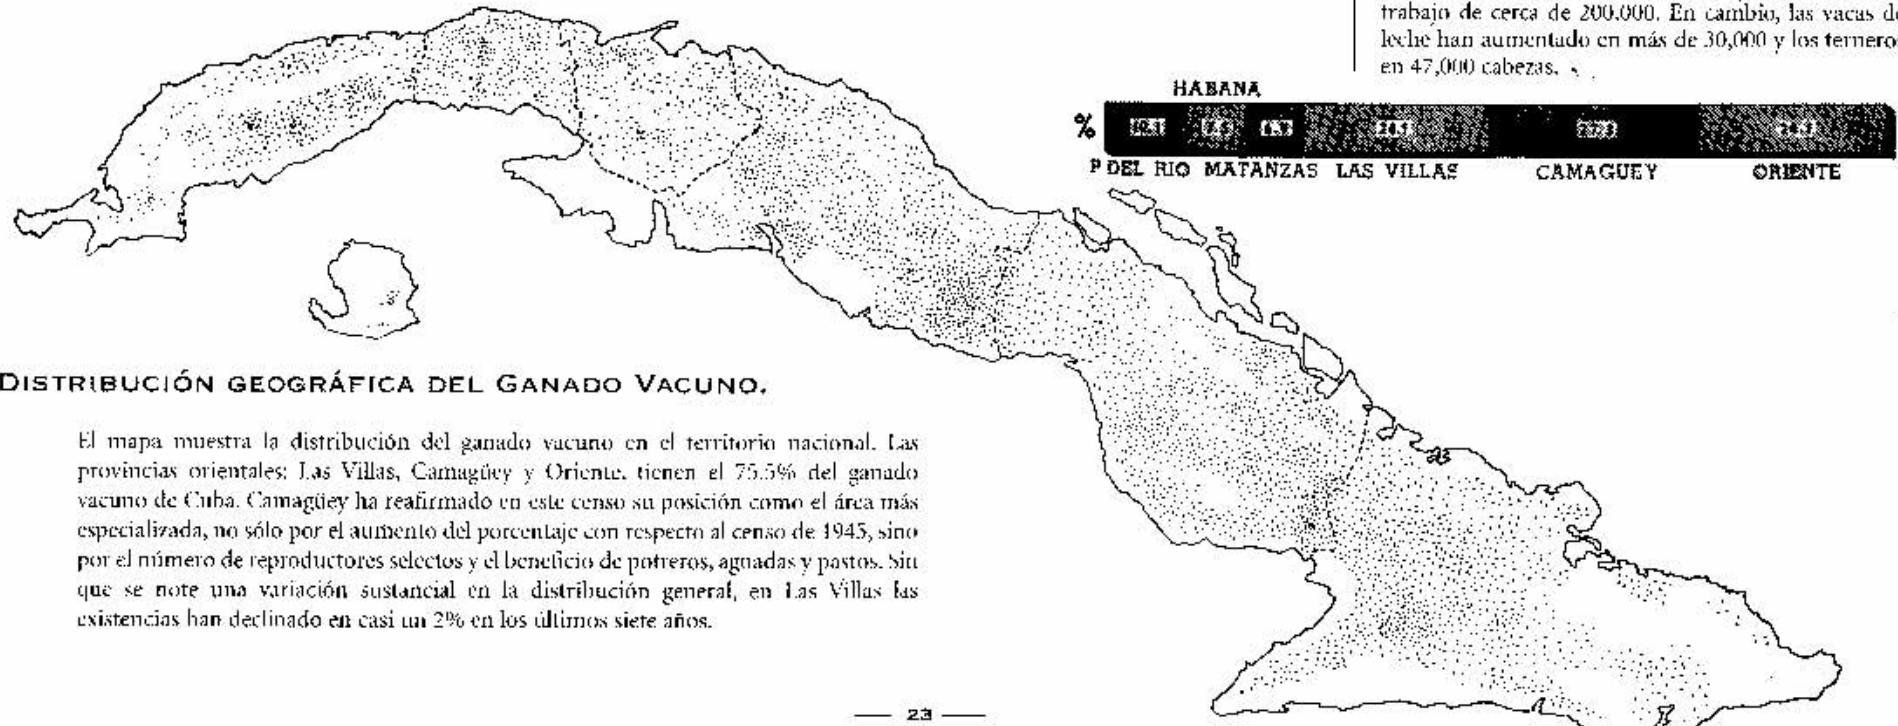 trabajo de cerca de 200.000. En cambio, las vacas de
leche han aumentado en más de 30,000 y los terneros
en 47,000 cabezas.
HABANA
%
P DEL RIO MATANZAS LAS VILLAS CAMAGUEY ORIENTE
DISTRIBUCIÓN GEOGRÁFICA DEL GANADO VACUNO.
El mapa muestra la distribución del ganado vacuno en el territorio nacional. Las
provincias orientales: Las Villas, Camagüey y Oriente, tienen el 75.5% del ganado
vacuno de Cuba. Camagüey ha reafirmado en este censo su posición como el área más
especializada, no sólo por el aumento del porcentaje con respecto al censo de 1945, sino
por el número de reproductores selectos y el beneficio de potreros, aguadas y pastos. Sin
que se note una variación sustancial en la distribución general, en Las Villas las
existencias han declinado en casi un 2% en los últimos siete años.
23